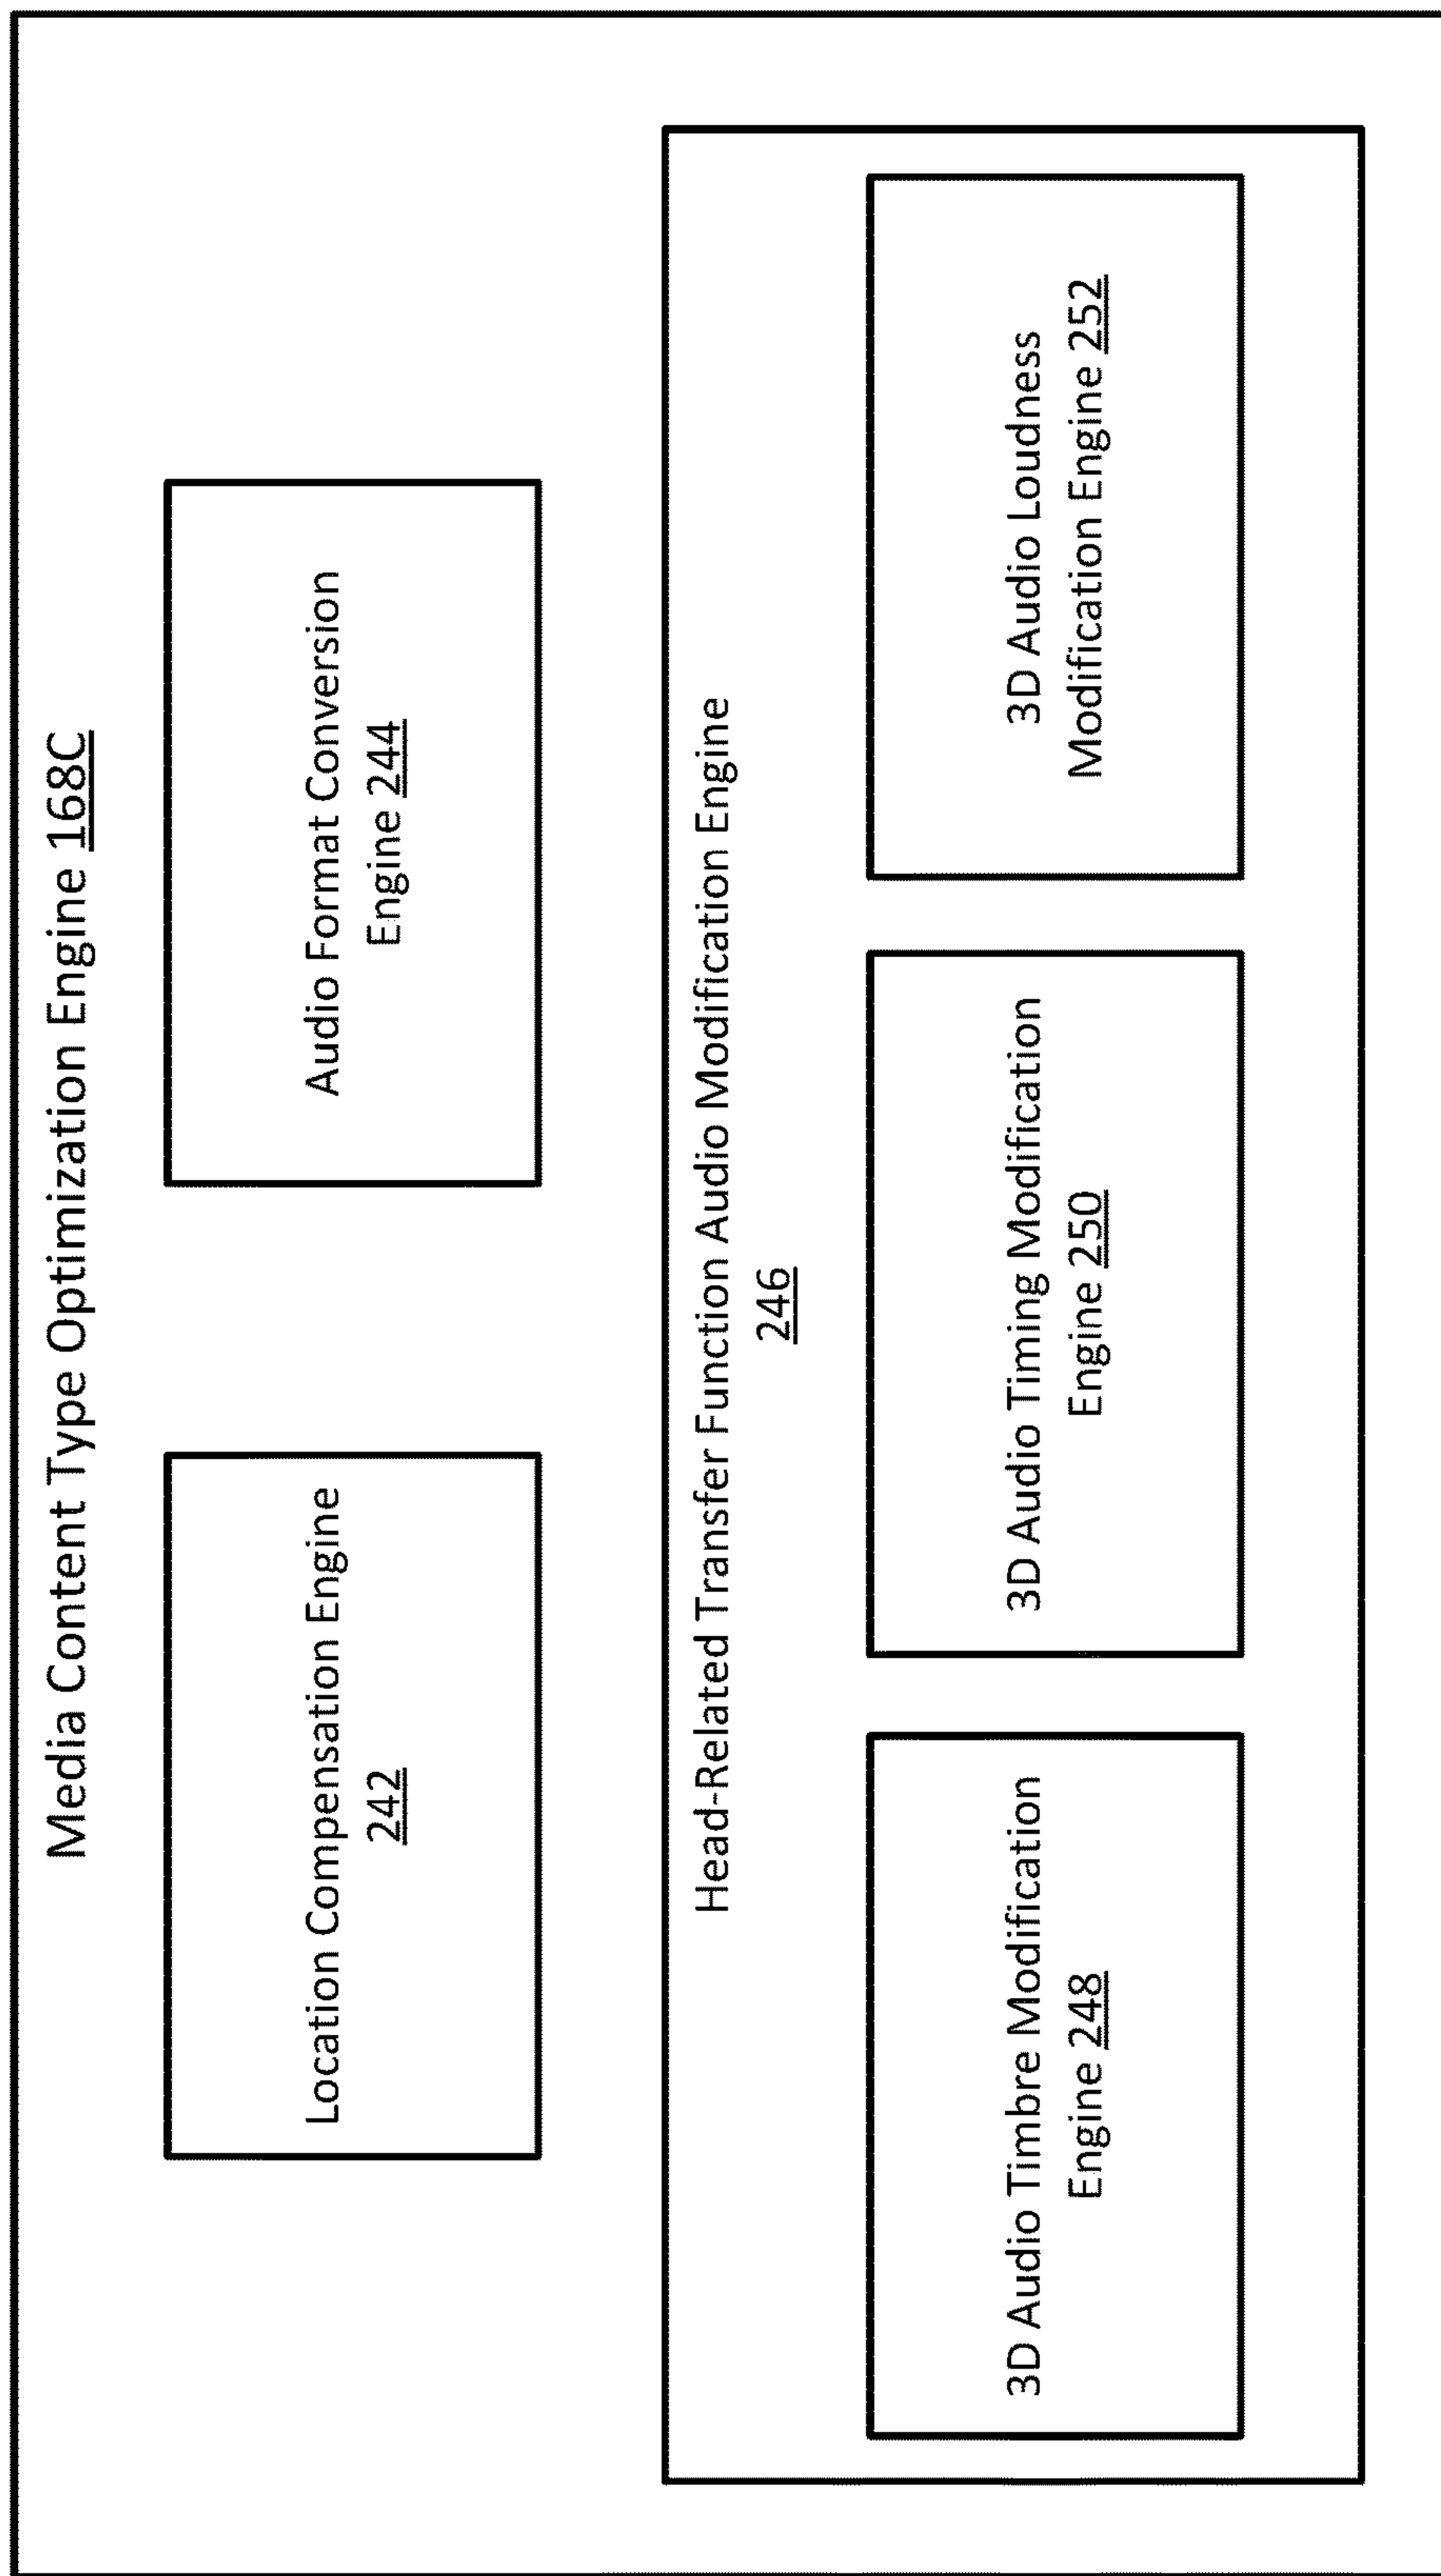 Media Content Type Optimization Engine 168C
Location Compensation Engine
242
Audio Format Conversion
Engine 244
Head-Related Transfer Function Audio Modification Engine
246
3D Audio Timbre Modification
Engine 248
3D Audio Timing Modification
Engine 250
3D Audio Loudness
Modification Engine 252